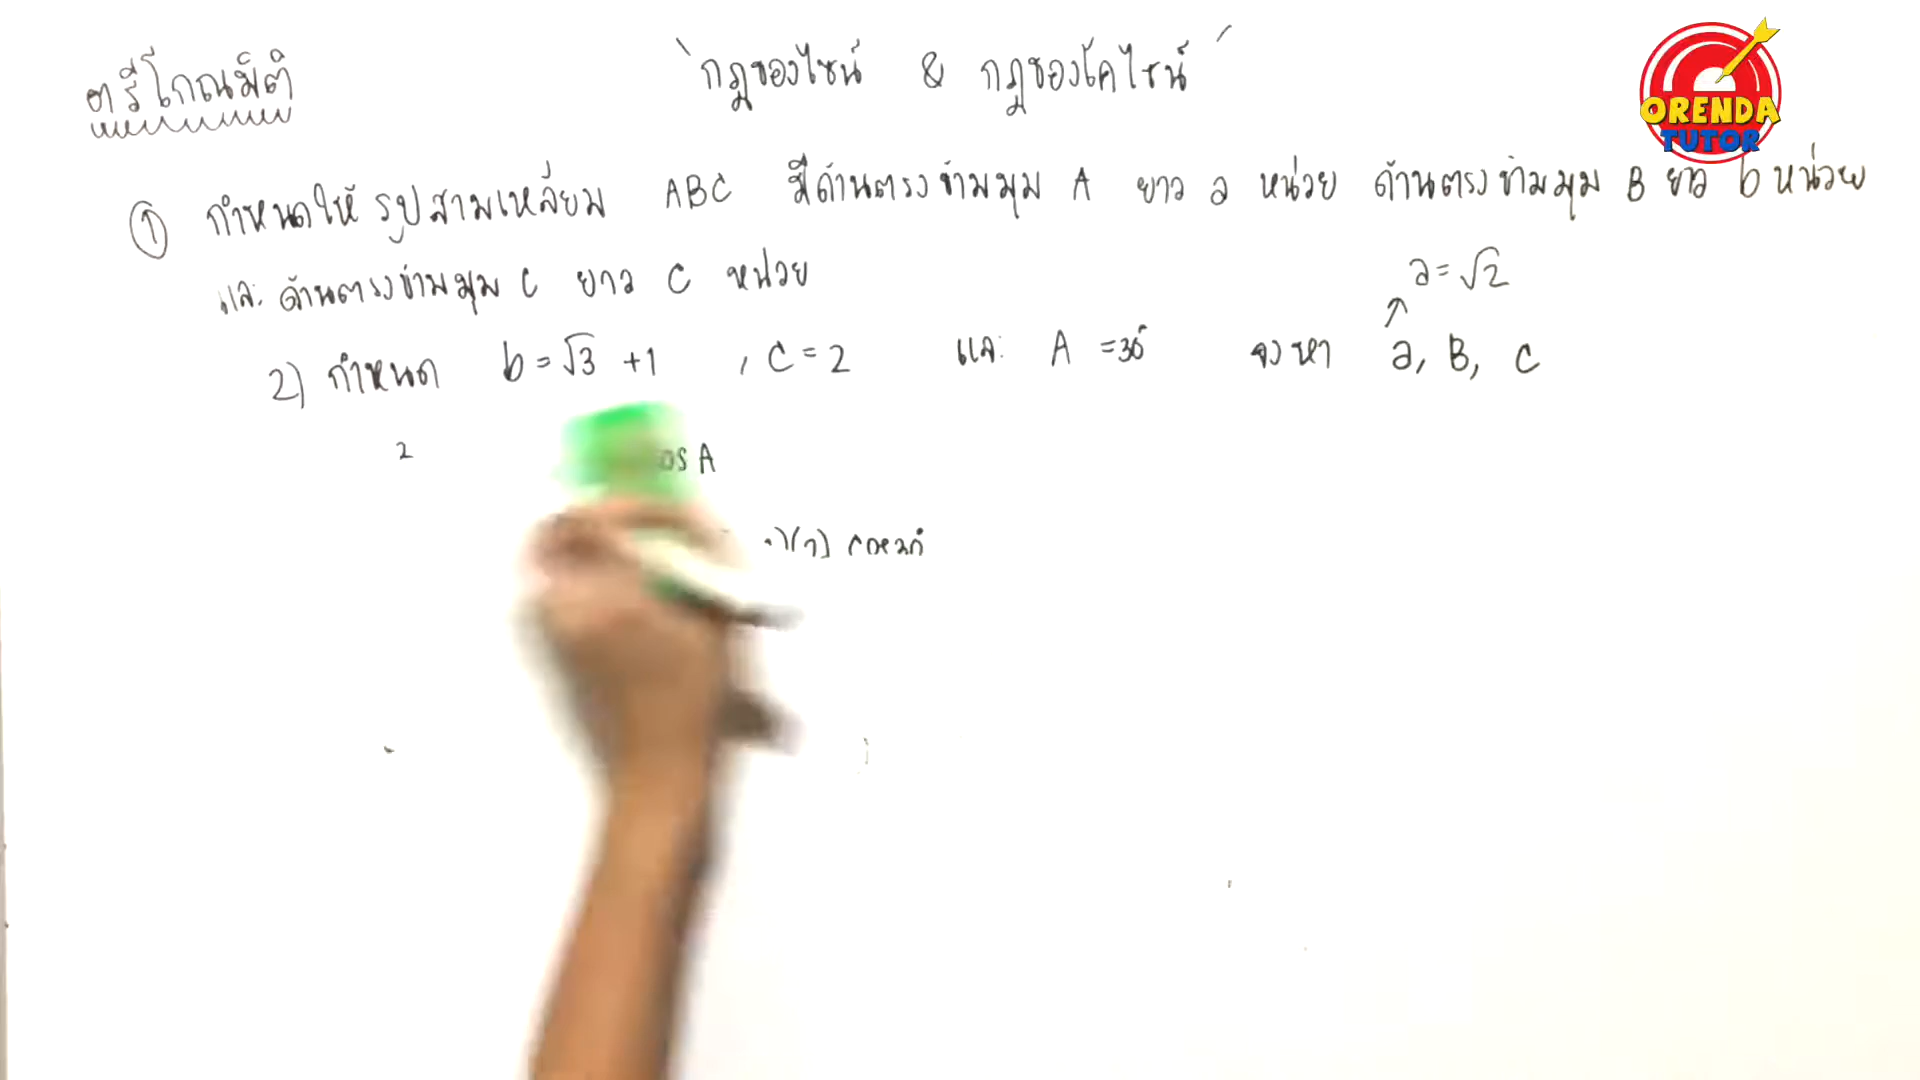 ตรีโกณมิติ
"กฎของไซน์ & กฎของโคไซน์"
ORENDA
TUTOR
① กำหนดให้ รูปสามเหลี่ยม ABC มีด้านตรงข้ามมุม A ยาว a หน่วย ด้านตรงข้ามมุม B ยาว b หน่วย
และ ด้านตรงข้ามมุม C ยาว C หน่วย
a = √2
2) กำหนด b = √3 + 1 , C = 2 และ A = 30° จงหา a, B, C
2 os A